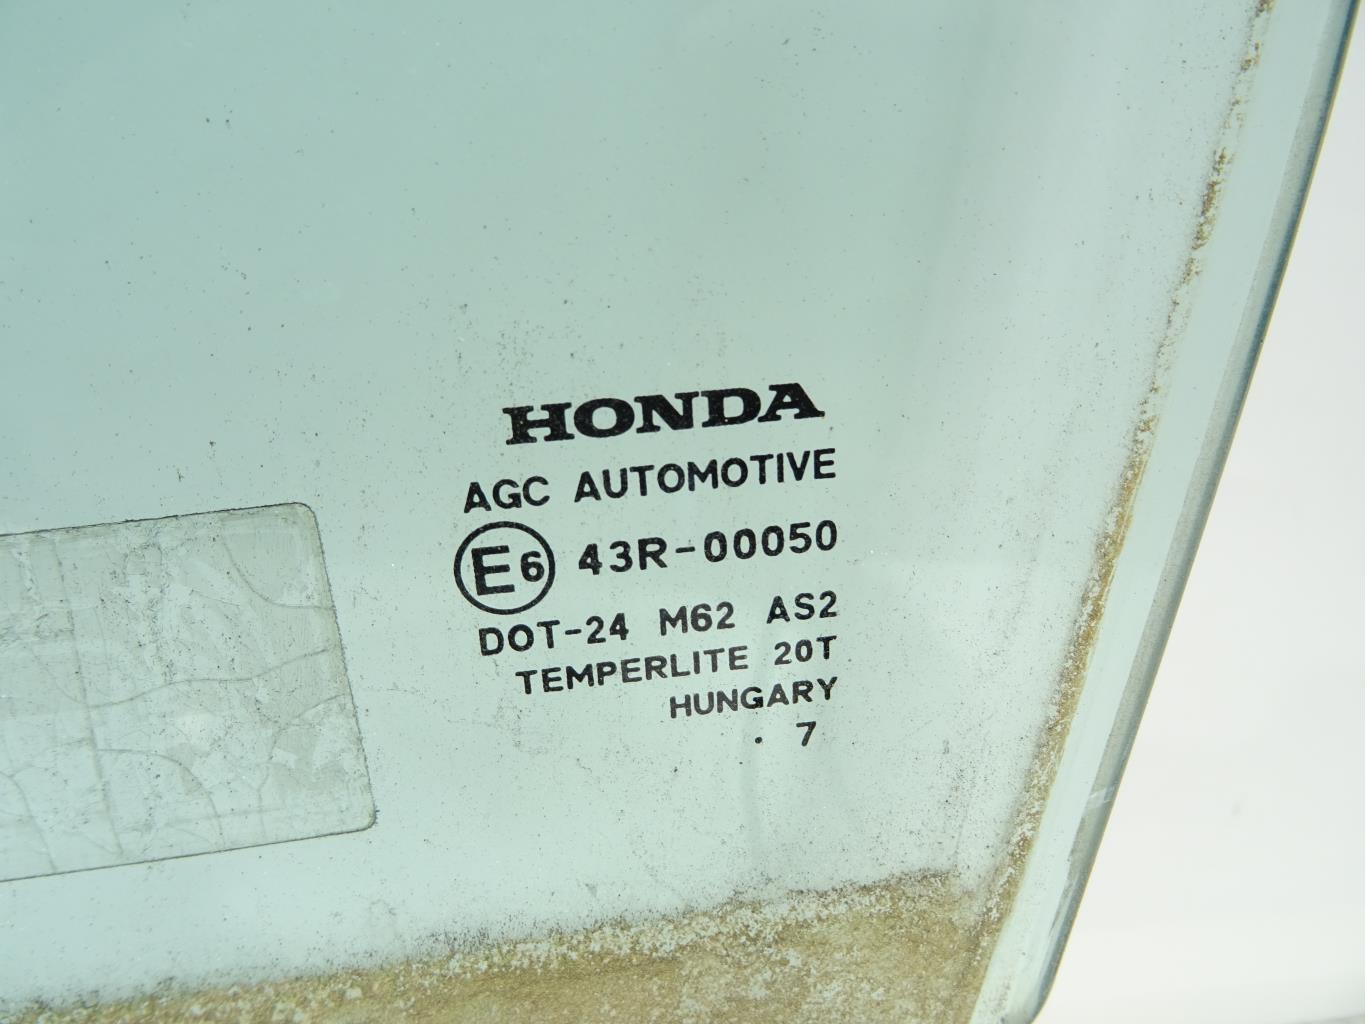 HONDA
AGC AUTOMOTIVE
E6 43R-00050
DOT-24 M62 AS2
TEMPERLITE 20T
HUNGARY
. 7